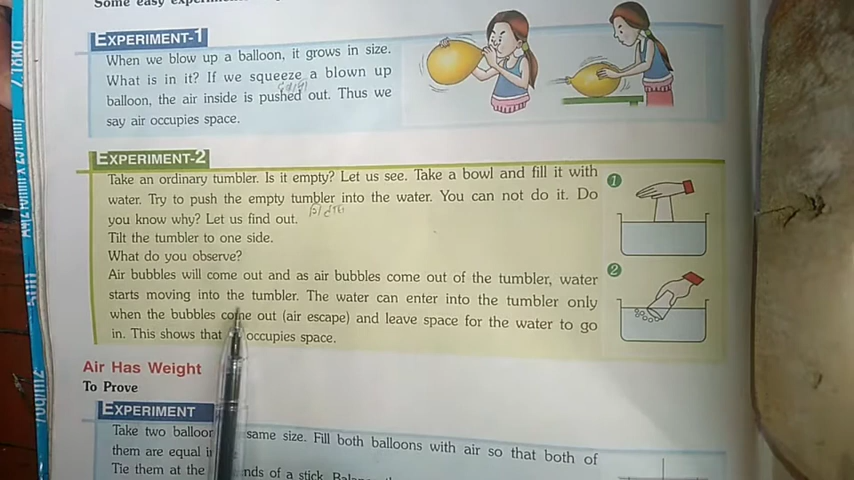 Some easy
EXPERIMENT-1
When we blow up a balloon, it grows in size.
What is in it? If we squeeze a blown up
balloon, the air inside is pushed out. Thus we
say air occupies space.
EXPERIMENT-2
Take an ordinary tumbler. Is it empty? Let us see. Take a bowl and fill it with
water. Try to push the empty tumbler into the water. You can not do it. Do
you know why? Let us find out.
Tilt the tumbler to one side.
What do you observe?
Air bubbles will come out and as air bubbles come out of the tumbler, water
starts moving into the tumbler. The water can enter into the tumbler only
when the bubbles come out (air escape) and leave space for the water to go
in. This shows that occupies space.
1
2
Air Has Weight
To Prove
EXPERIMENT
Take two same size. Fill both balloons with air so that both of
them are equal
Tie them at the of a stick.